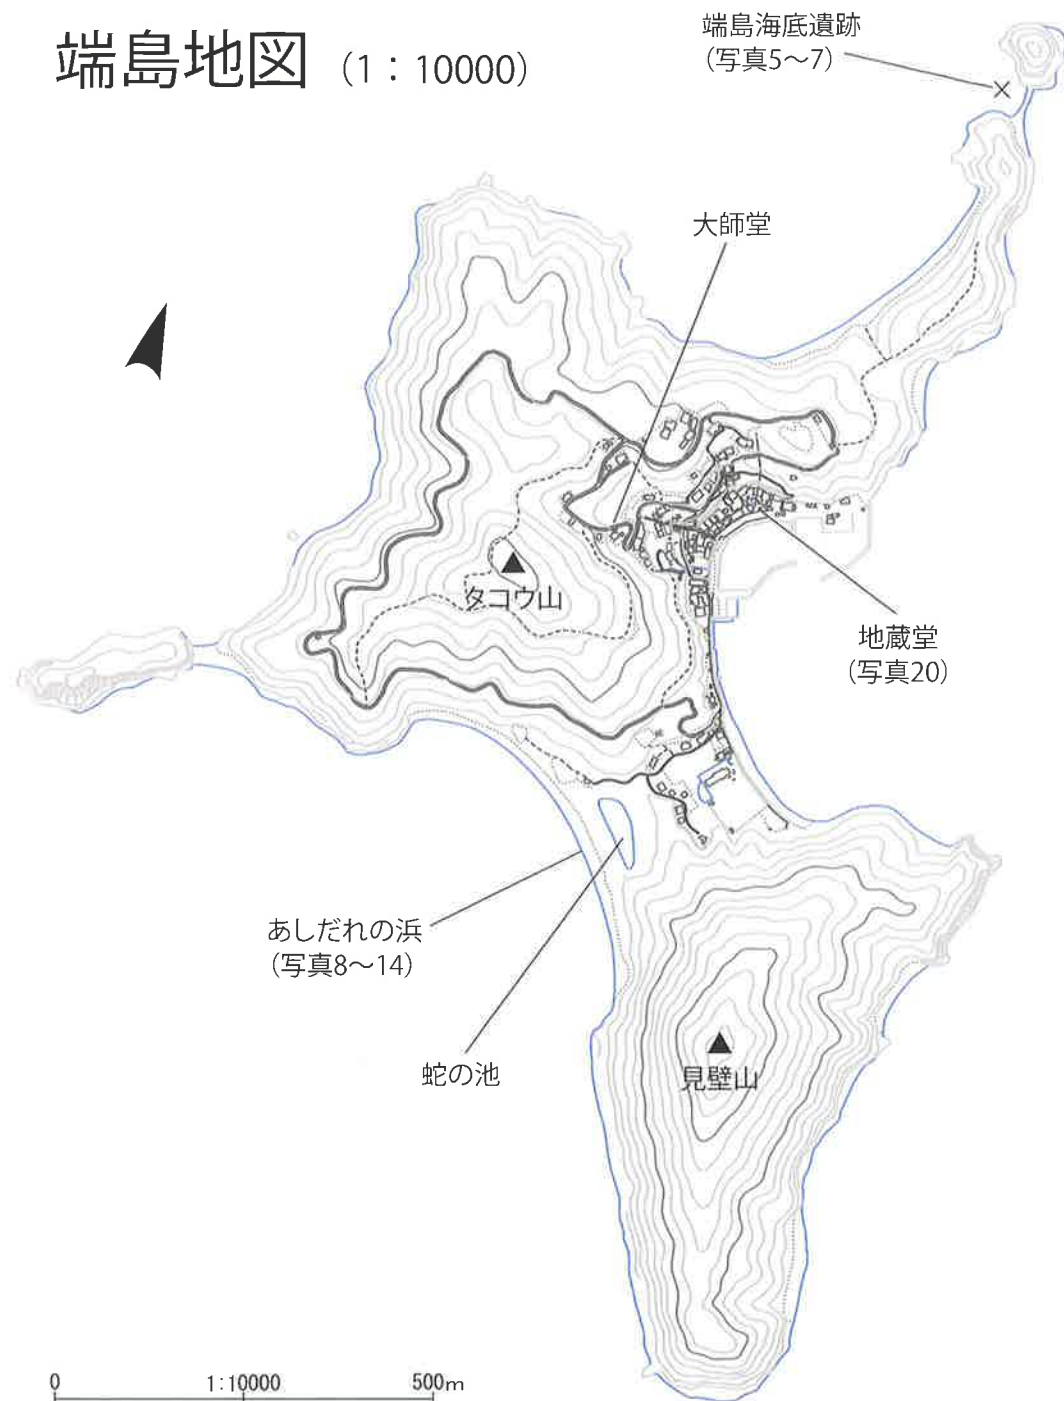 端島地図 (1：10000)
端島海底遺跡
(写真5～7)
大師堂
タコウ山
地蔵堂
(写真20)
あしだれの浜
(写真8～14)
蛇の池
見壁山
0 1:10000 500m